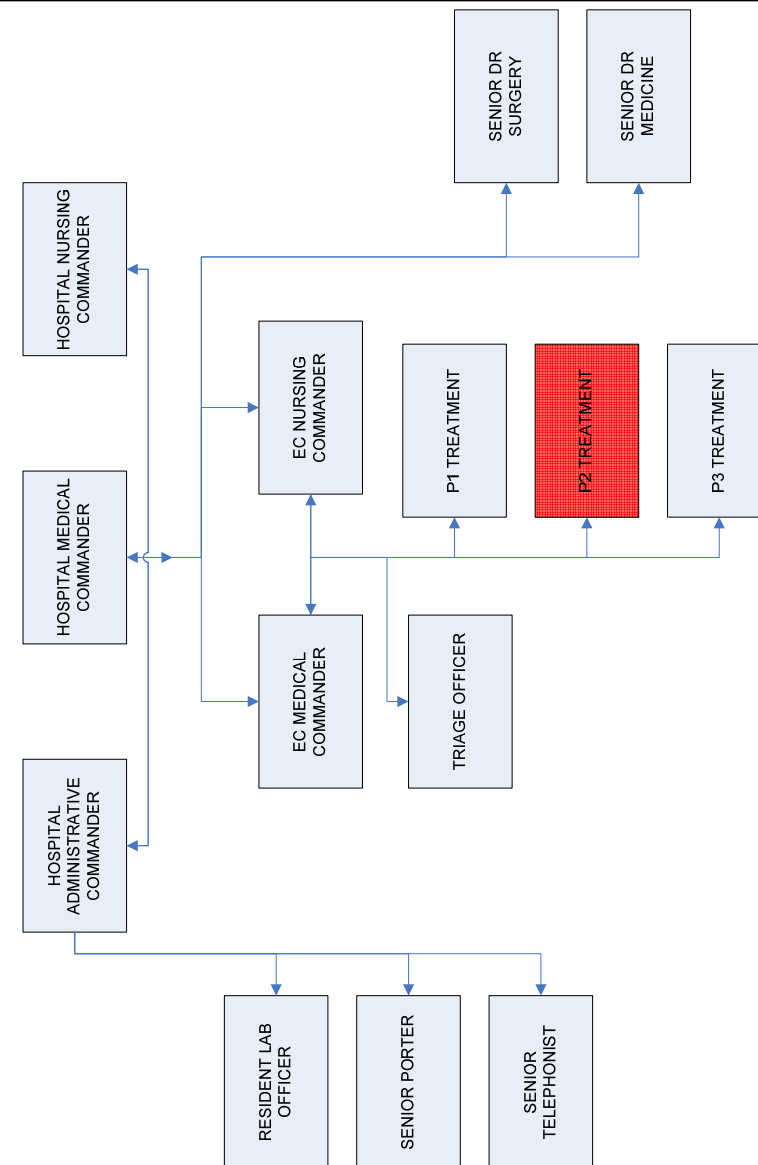 HOSPITAL
ADMINISTRATIVE
COMMANDER
HOSPITAL MEDICAL
COMMANDER
HOSPITAL NURSING
COMMANDER
RESIDENT LAB
OFFICER
SENIOR PORTER
SENIOR
TELEPHONIST
EC MEDICAL
COMMANDER
EC NURSING
COMMANDER
TRIAGE OFFICER
P1 TREATMENT
P2 TREATMENT
P3 TREATMENT
SENIOR DR
SURGERY
SENIOR DR
MEDICINE